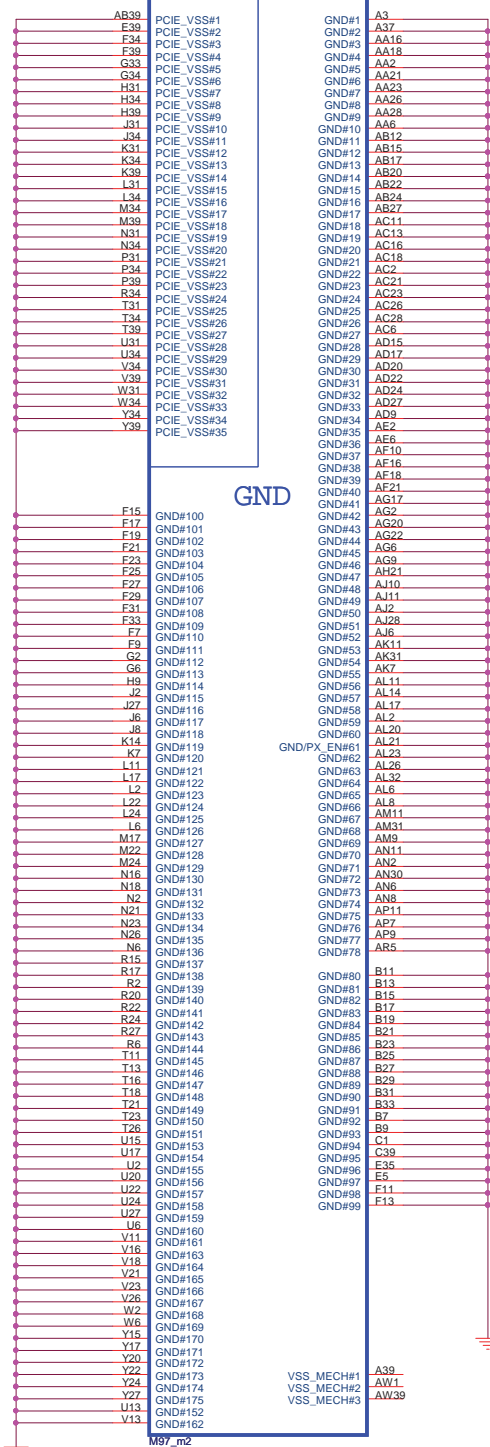 AB39 PCIE_VSS#1
E39 PCIE_VSS#2
F34 PCIE_VSS#3
F39 PCIE_VSS#4
G33 PCIE_VSS#5
G34 PCIE_VSS#6
H31 PCIE_VSS#7
H34 PCIE_VSS#8
H39 PCIE_VSS#9
J31 PCIE_VSS#10
J34 PCIE_VSS#11
K31 PCIE_VSS#12
K34 PCIE_VSS#13
K39 PCIE_VSS#14
L31 PCIE_VSS#15
L34 PCIE_VSS#16
M34 PCIE_VSS#17
M39 PCIE_VSS#18
N31 PCIE_VSS#19
N34 PCIE_VSS#20
P31 PCIE_VSS#21
P34 PCIE_VSS#22
P39 PCIE_VSS#23
R34 PCIE_VSS#24
T31 PCIE_VSS#25
T34 PCIE_VSS#26
T39 PCIE_VSS#27
U31 PCIE_VSS#28
U34 PCIE_VSS#29
V34 PCIE_VSS#30
V39 PCIE_VSS#31
W31 PCIE_VSS#32
W34 PCIE_VSS#33
Y34 PCIE_VSS#34
Y39 PCIE_VSS#35
GND
F15 GND#100
F17 GND#101
F19 GND#102
F21 GND#103
F23 GND#104
F25 GND#105
F27 GND#106
F29 GND#107
F31 GND#108
F33 GND#109
F7 GND#110
F9 GND#111
G2 GND#112
G6 GND#113
H9 GND#114
J2 GND#115
J27 GND#116
J6 GND#117
J8 GND#118
K14 GND#119
K7 GND#120
L11 GND#121
L17 GND#122
L2 GND#123
L22 GND#124
L24 GND#125
L6 GND#126
M17 GND#127
M22 GND#128
M24 GND#129
N16 GND#130
N18 GND#131
N2 GND#132
N21 GND#133
N23 GND#134
N26 GND#135
N6 GND#136
R15 GND#137
R17 GND#138
R2 GND#139
R20 GND#140
R22 GND#141
R24 GND#142
R27 GND#143
R6 GND#144
T11 GND#145
T13 GND#146
T16 GND#147
T18 GND#148
T21 GND#149
T23 GND#150
T26 GND#151
U15 GND#153
U17 GND#154
U2 GND#155
U20 GND#156
U22 GND#157
U24 GND#158
U27 GND#159
U6 GND#160
V11 GND#161
V16 GND#163
V18 GND#164
V21 GND#165
V23 GND#166
V26 GND#167
W2 GND#168
W6 GND#169
Y15 GND#170
Y17 GND#171
Y20 GND#172
Y22 GND#173
Y24 GND#174
Y27 GND#175
U13 GND#152
V13 GND#162
GND#1 A3
GND#2 A37
GND#3 AA16
GND#4 AA18
GND#5 AA2
GND#6 AA21
GND#7 AA23
GND#8 AA26
GND#9 AA28
GND#10 AA6
GND#11 AB12
GND#12 AB15
GND#13 AB17
GND#14 AB20
GND#15 AB22
GND#16 AB24
GND#17 AB27
GND#18 AC11
GND#19 AC13
GND#20 AC16
GND#21 AC18
GND#22 AC2
GND#23 AC21
GND#24 AC23
GND#25 AC26
GND#26 AC28
GND#27 AC6
GND#28 AD15
GND#29 AD17
GND#30 AD20
GND#31 AD22
GND#32 AD24
GND#33 AD27
GND#34 AD9
GND#35 AE2
GND#36 AE6
GND#37 AF10
GND#38 AF16
GND#39 AF18
GND#40 AF21
GND#41 AG17
GND#42 AG2
GND#43 AG20
GND#44 AG22
GND#45 AG6
GND#46 AG9
GND#47 AH21
GND#48 AJ10
GND#49 AJ11
GND#50 AJ2
GND#51 AJ28
GND#52 AJ6
GND#53 AK11
GND#54 AK31
GND#55 AK7
GND#56 AL11
GND#57 AL14
GND#58 AL17
GND#59 AL2
GND#60 AL20
GND/PX_EN#61 AL21
GND#62 AL23
GND#63 AL26
GND#64 AL32
GND#65 AL6
GND#66 AL8
GND#67 AM11
GND#68 AM31
GND#69 AM9
GND#70 AN11
GND#71 AN2
GND#72 AN30
GND#73 AN6
GND#74 AN8
GND#75 AP11
GND#76 AP7
GND#77 AP9
GND#78 AR5
GND#80 B11
GND#81 B13
GND#82 B15
GND#83 B17
GND#84 B19
GND#85 B21
GND#86 B23
GND#87 B25
GND#88 B27
GND#89 B29
GND#90 B31
GND#91 B33
GND#92 B7
GND#93 B9
GND#94 C1
GND#95 C39
GND#96 E35
GND#97 E5
GND#98 F11
GND#99 F13
VSS_MECH#1 A39
VSS_MECH#2 AW1
VSS_MECH#3 AW39
M97_m2